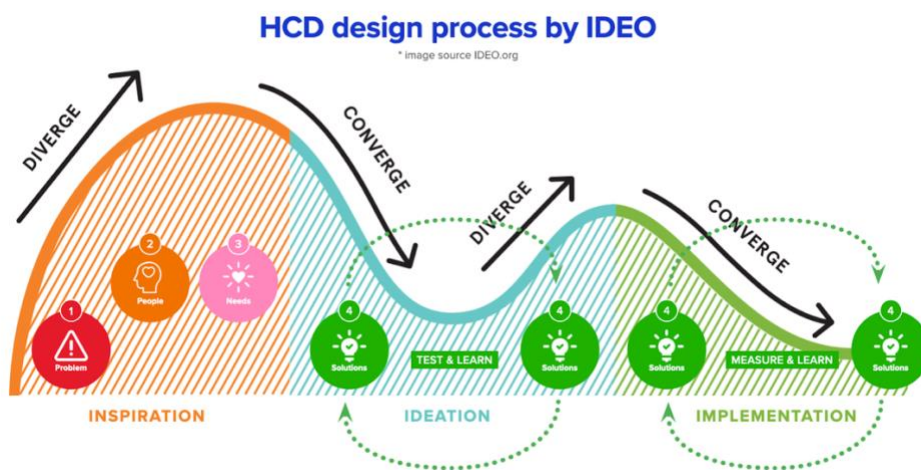 HCD design process by IDEO
* image source IDEO.org
DIVERGE
CONVERGE
DIVERGE
CONVERGE
1
Problem
2
People
3
Needs
4
Solutions
TEST & LEARN
4
Solutions
4
Solutions
MEASURE & LEARN
4
Solutions
INSPIRATION
IDEATION
IMPLEMENTATION